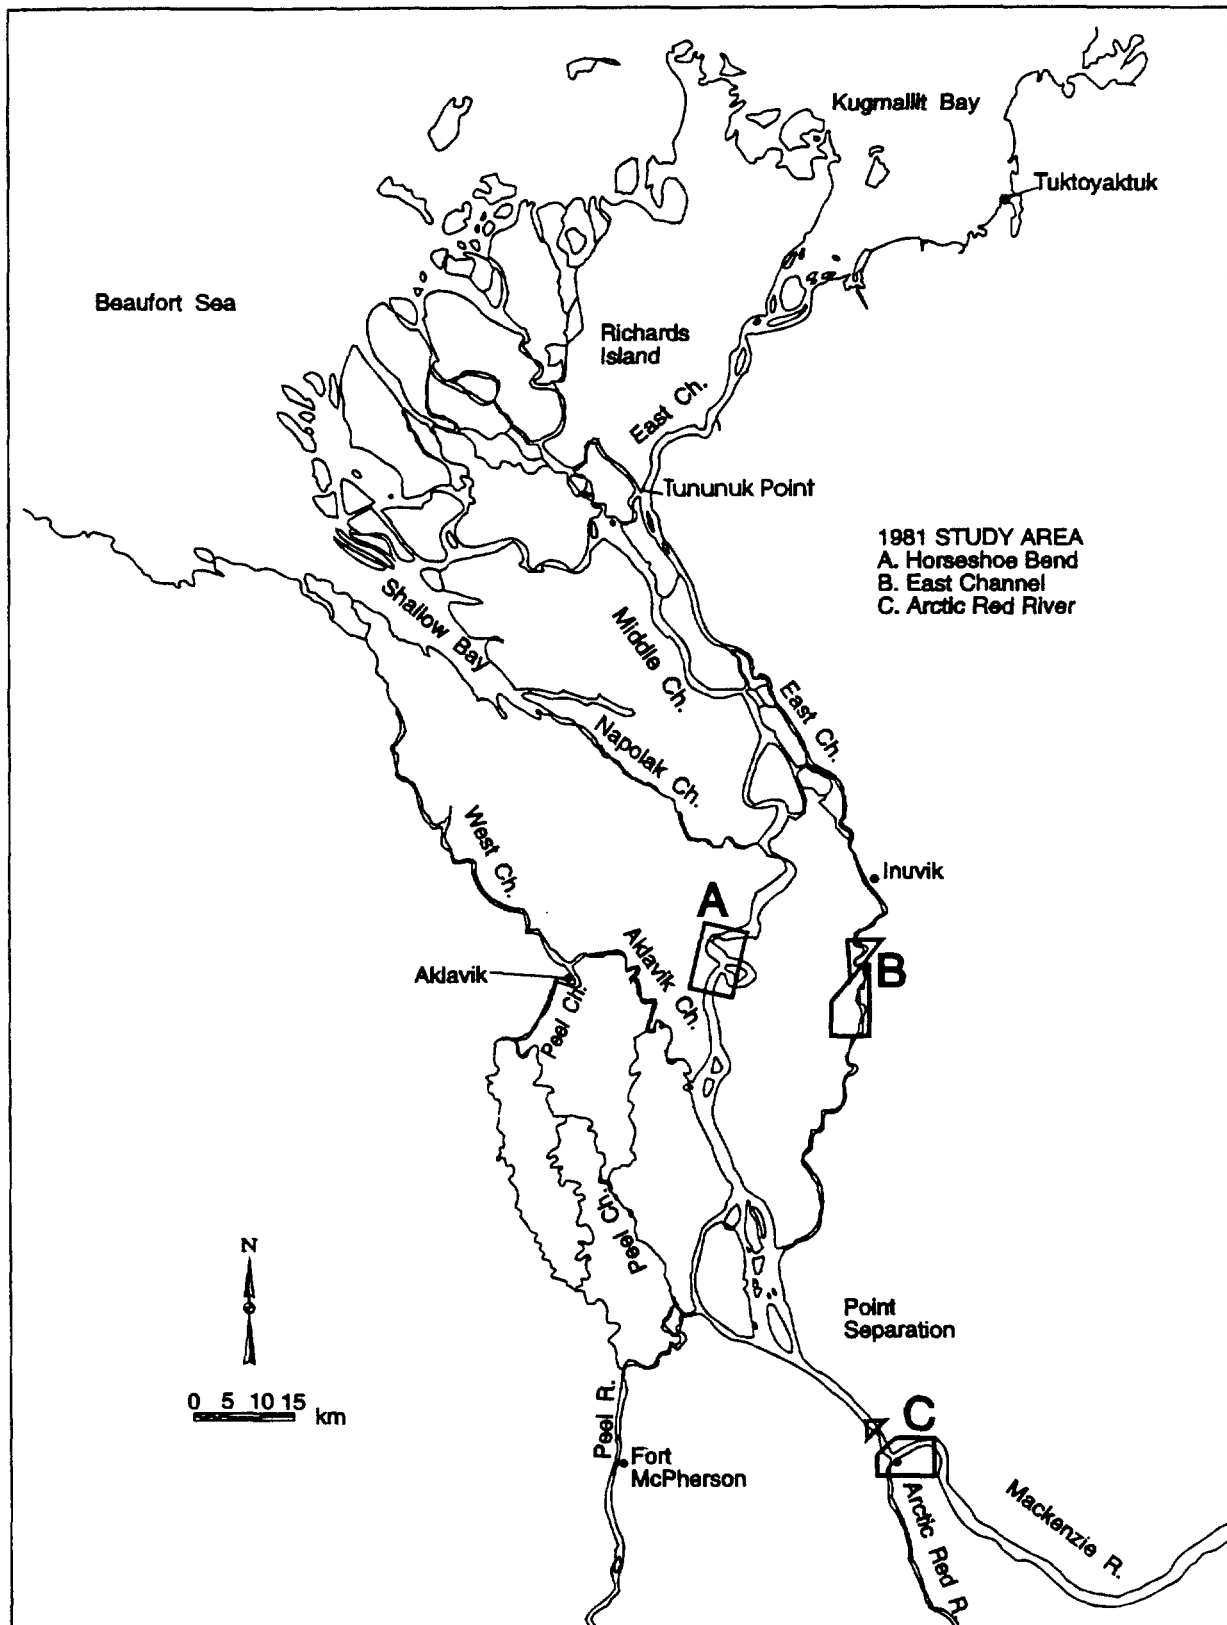 Kugmallit Bay
Tuktoyaktuk
Beaufort Sea
Richards
Island
East Ch.
Tununuk Point
1981 STUDY AREA
A. Horseshoe Bend
B. East Channel
C. Arctic Red River
Shallow Bay
Middle Ch.
East Ch.
Napolak Ch.
West Ch.
Inuvik
A
Aklavik Ch.
B
Aklavik
Peel Ch.
Peel Ch.
N
Point
Separation
0 5 10 15
km
Peel R.
C
Fort
McPherson
Arctic Red R.
Mackenzie R.